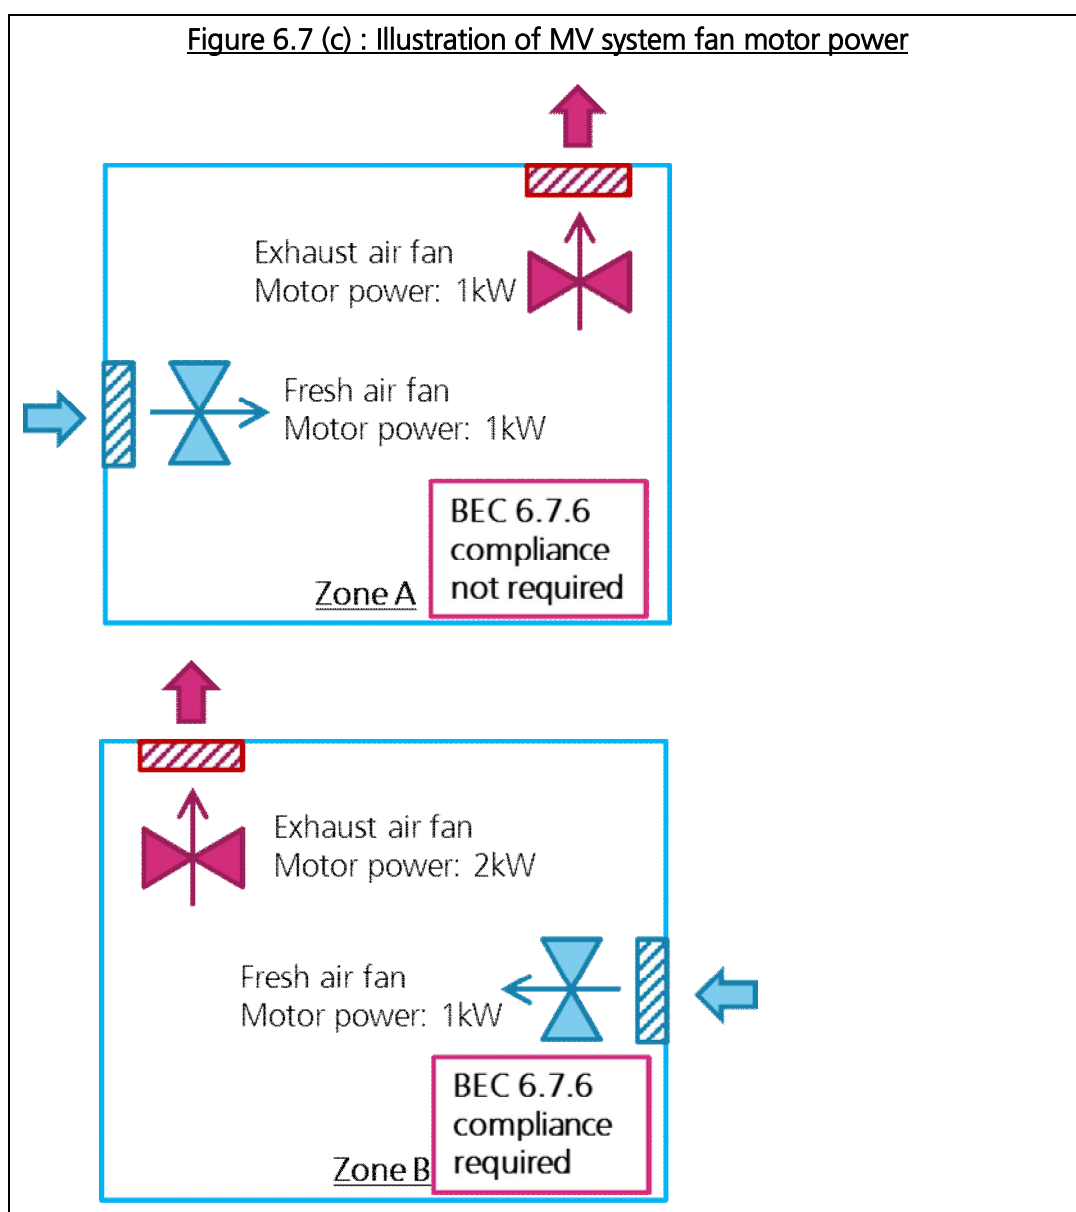 Figure 6.7 (c) : Illustration of MV system fan motor power
Exhaust air fan
Motor power: 1kW
Fresh air fan
Motor power: 1kW
BEC 6.7.6
compliance
not required
Zone A
Exhaust air fan
Motor power: 2kW
Fresh air fan
Motor power: 1kW
BEC 6.7.6
compliance
required
Zone B